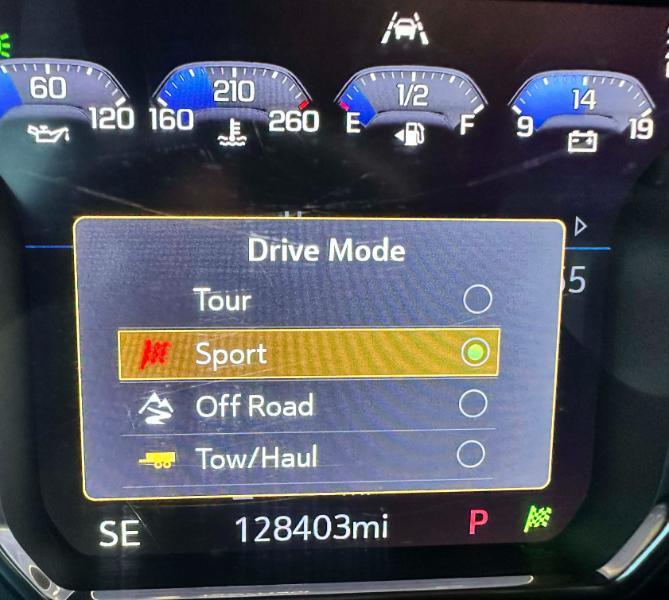 60 210 1/2 14
120 160 260 E F 9 19
Drive Mode
55
Tour
Sport
Off Road
Tow/Haul
SE 128403mi P